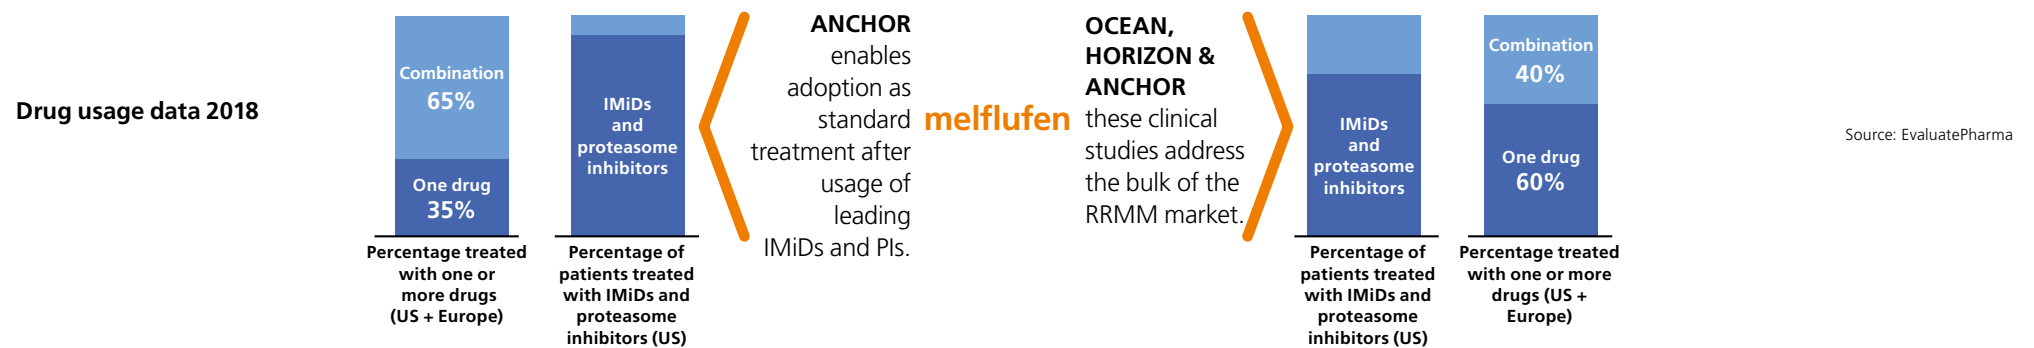 Drug usage data 2018
Combination
65%
One drug
35%
Percentage treated
with one or
more drugs
(US + Europe)
IMiDs
and
proteasome
inhibitors
Percentage of
patients treated
with IMiDs and
proteasome
inhibitors (US)
ANCHOR
enables
adoption as
standard
treatment after
usage of
leading
IMiDs and PIs.
melflufen
OCEAN,
HORIZON &
ANCHOR
these clinical
studies address
the bulk of the
RRMM market.
IMiDs
and
proteasome
inhibitors
Percentage of
patients treated
with IMiDs and
proteasome
inhibitors (US)
Combination
40%
One drug
60%
Percentage treated
with one or more
drugs (US +
Europe)
Source: EvaluatePharma